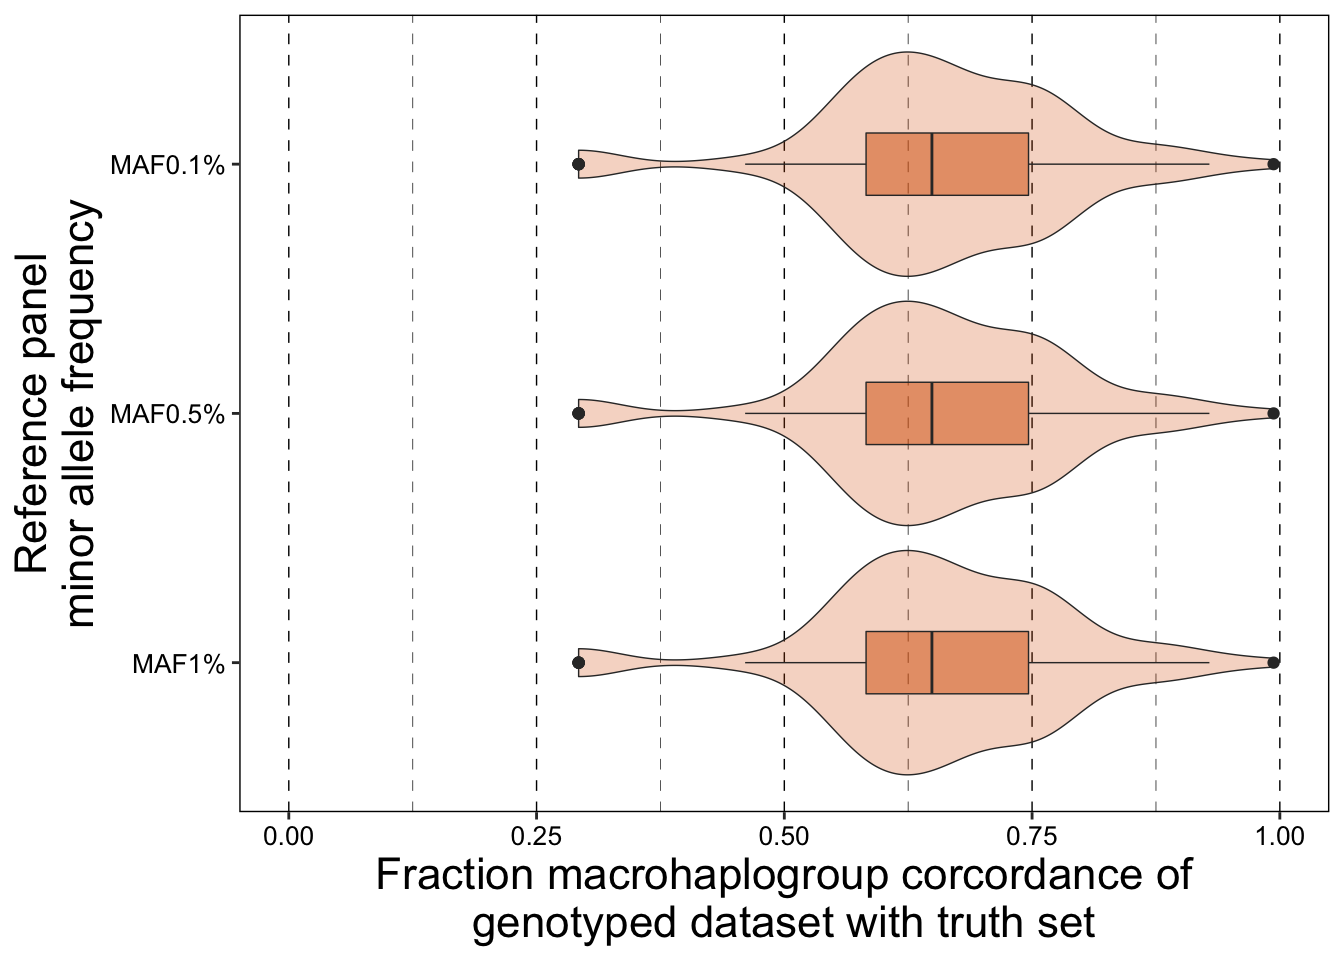 Reference panel
minor allele frequency
MAF0.1%
MAF0.5%
MAF1%
0.00 0.25 0.50 0.75 1.00
Fraction macrohaplogroup corcordance of
genotyped dataset with truth set